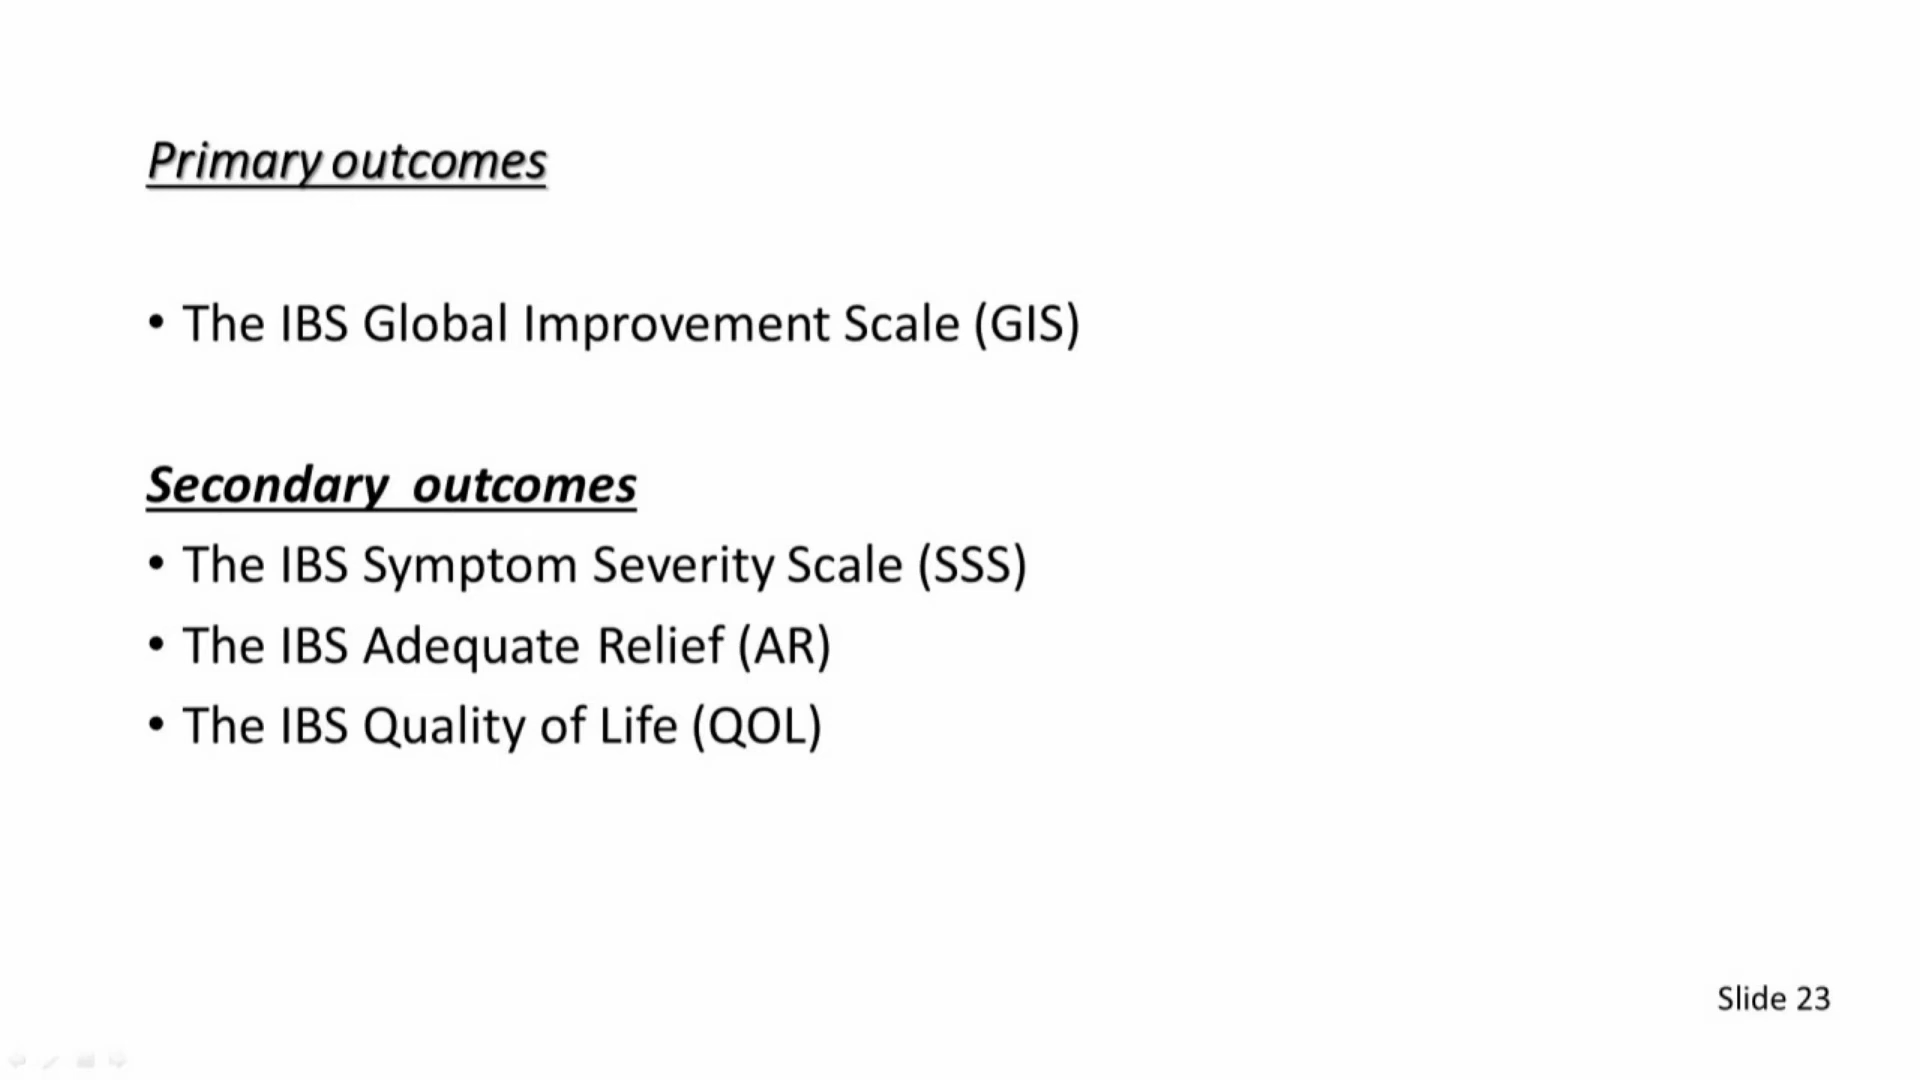 Primary outcomes
• The IBS Global Improvement Scale (GIS)
Secondary outcomes
• The IBS Symptom Severity Scale (SSS)
• The IBS Adequate Relief (AR)
• The IBS Quality of Life (QOL)
Slide 23